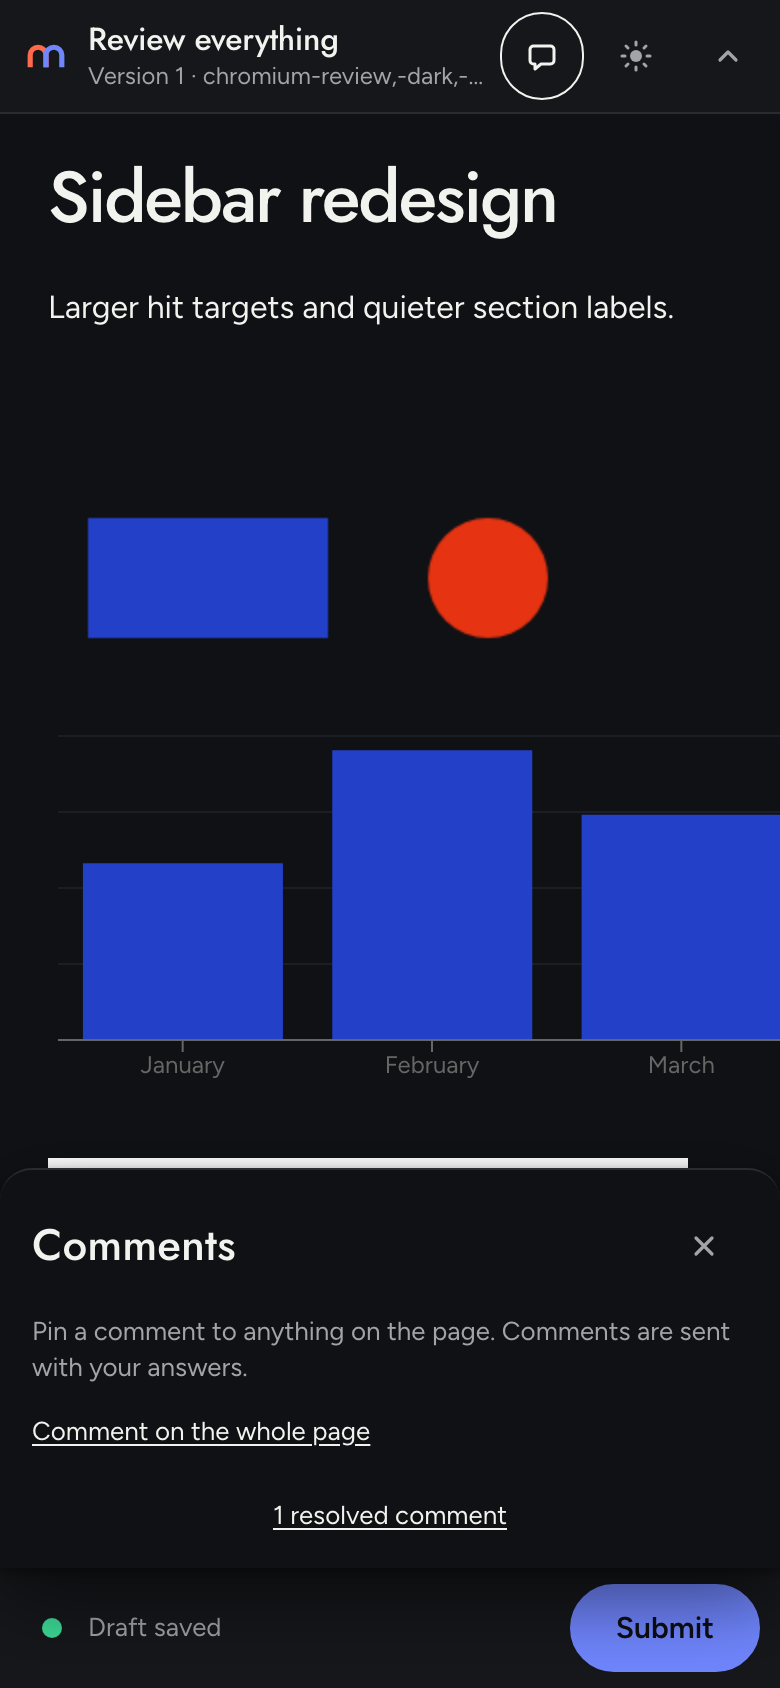 Review everything
Version 1 · chromium-review,-dark,-...
Sidebar redesign
Larger hit targets and quieter section labels.
January February March
Comments
Pin a comment to anything on the page. Comments are sent
with your answers.
Comment on the whole page
1 resolved comment
Draft saved
Submit